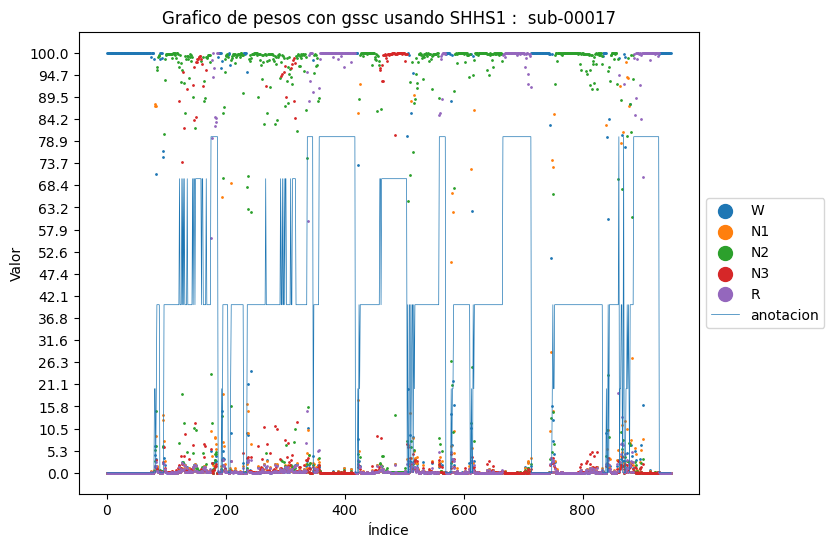 Grafico de pesos con gssc usando SHHS1 :  sub-00017
100.0
94.7
89.5
84.2
78.9
73.7
68.4
63.2
57.9
52.6
47.4
42.1
36.8
31.6
26.3
21.1
15.8
10.5
5.3
0.0
Valor
0
200
400
600
800
Índice
W
N1
N2
N3
R
anotacion